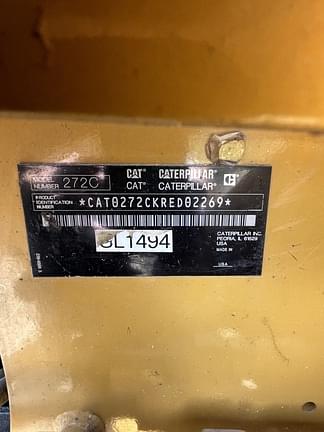 MODEL NUMBER 272C
CAT® CATERPILLAR®
CAT® CATERPILLAR®
PRODUCT IDENTIFICATION NUMBER *CAT0272CKRED02269*
SL1494
CATERPILLAR INC.
PEORIA, IL 61629
USA
MADE IN
USA